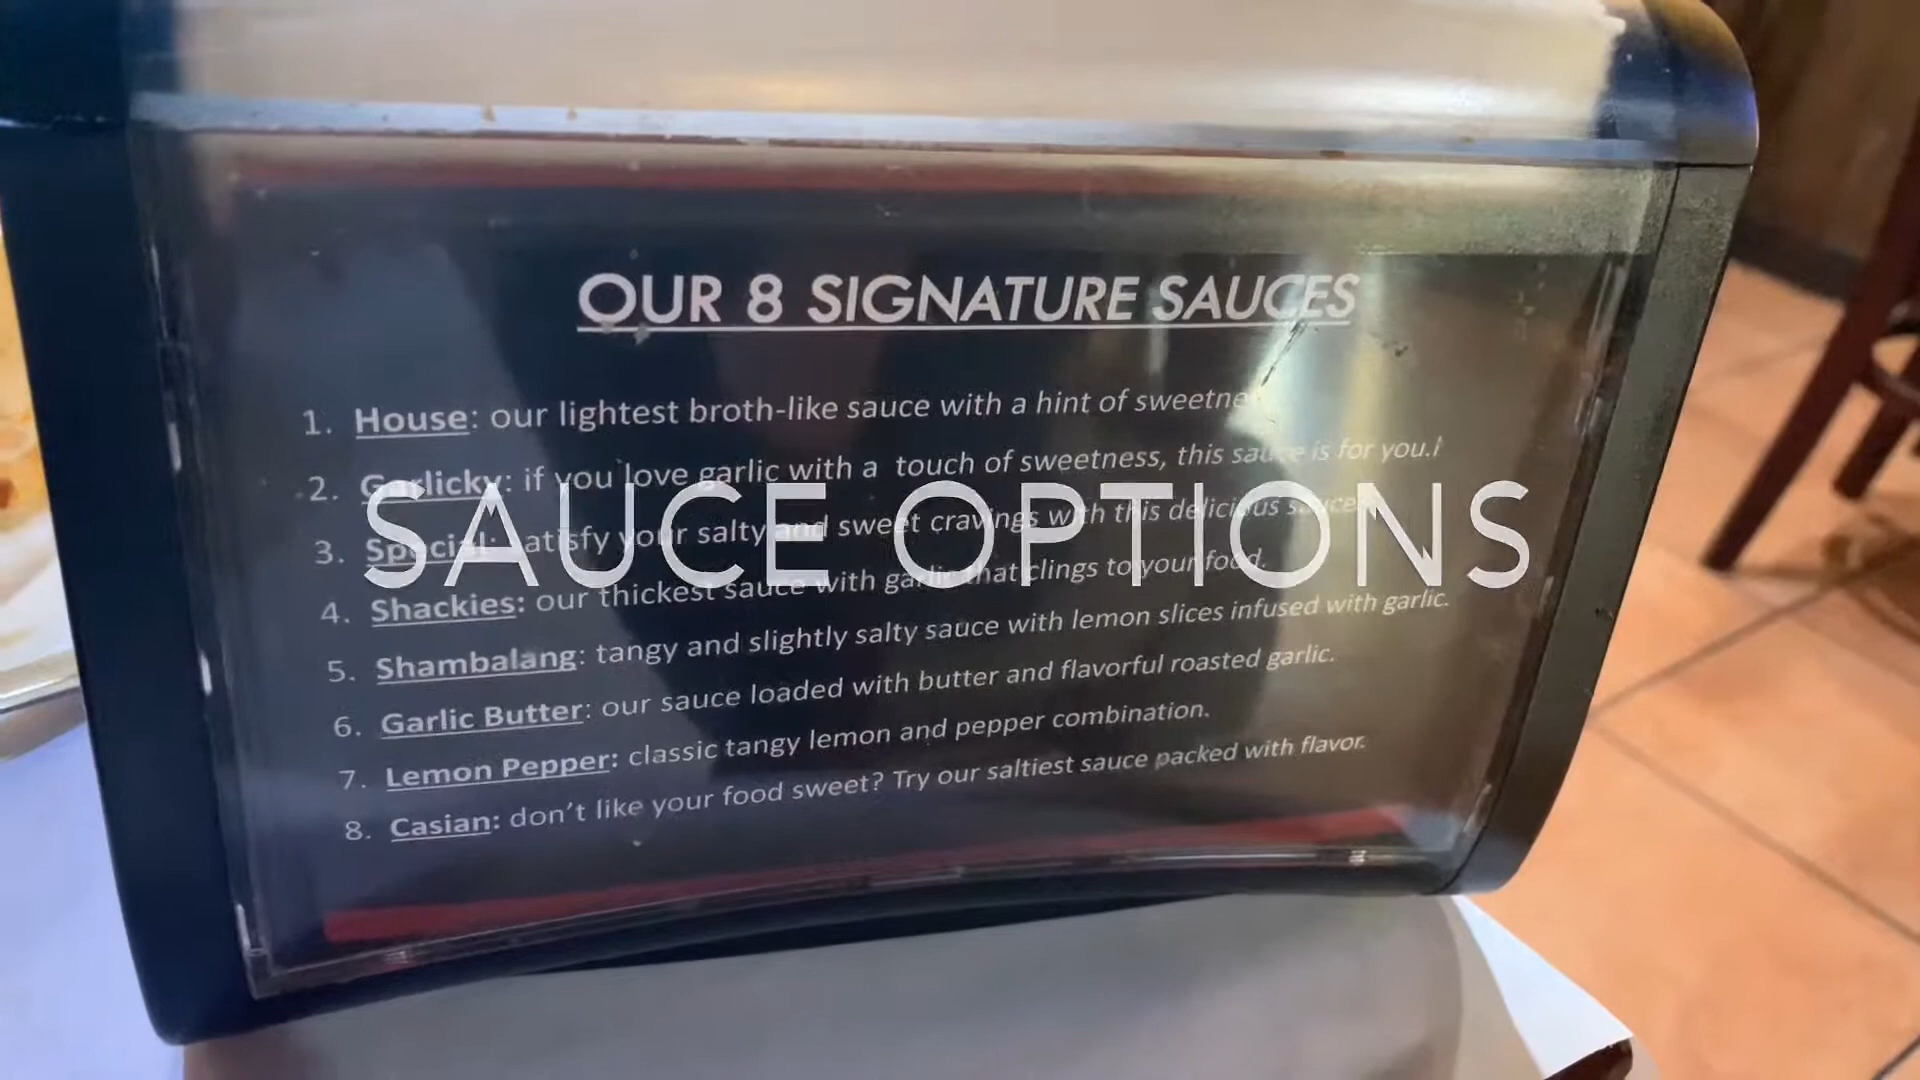 OUR 8 SIGNATURE SAUCES
1. House: our lightest broth-like sauce with a hint of
2. Garlicky: if you love garlic with a touch of sweetness, this sauce is for you.
3. Special: satisfy your salty and sweet cravings with this delicious sauce
SAUCE OPTIONS
4. Shackies: our thickest sauce with garlic that clings to your food.
5. Shambalang: tangy and slightly salty sauce with lemon slices infused with garlic.
6. Garlic Butter: our sauce loaded with butter and flavorful roasted garlic.
7. Lemon Pepper: classic tangy lemon and pepper combination.
8. Casian: don't like your food sweet? Try our saltiest sauce packed with flavor.